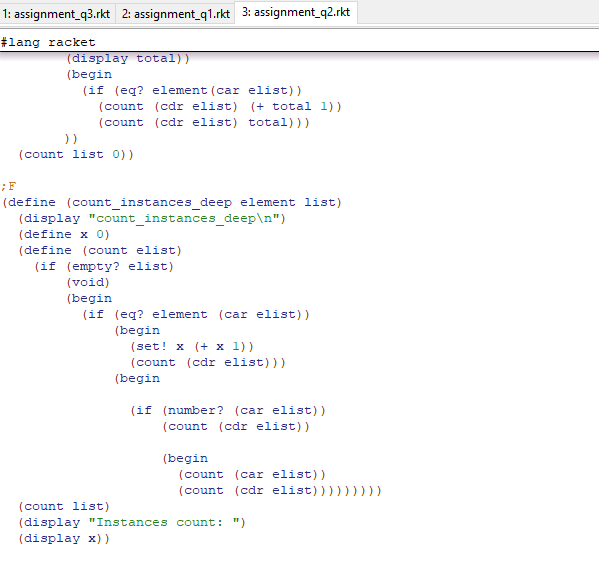 1: assignment_q3.rkt 2: assignment_q1.rkt 3: assignment_q2.rkt
#lang racket
        (display total))
        (begin
          (if (eq? element(car elist))
            (count (cdr elist) (+ total 1))
            (count (cdr elist) total)))
        ))
  (count list 0))

;F
(define (count_instances_deep element list)
  (display "count_instances_deep\n")
  (define x 0)
  (define (count elist)
    (if (empty? elist)
        (void)
        (begin
          (if (eq? element (car elist))
              (begin
                (set! x (+ x 1))
                (count (cdr elist)))
              (begin

                (if (number? (car elist))
                    (count (cdr elist))

                    (begin
                      (count (car elist))
                      (count (cdr elist)))))))))
  (count list)
  (display "Instances count: ")
  (display x))